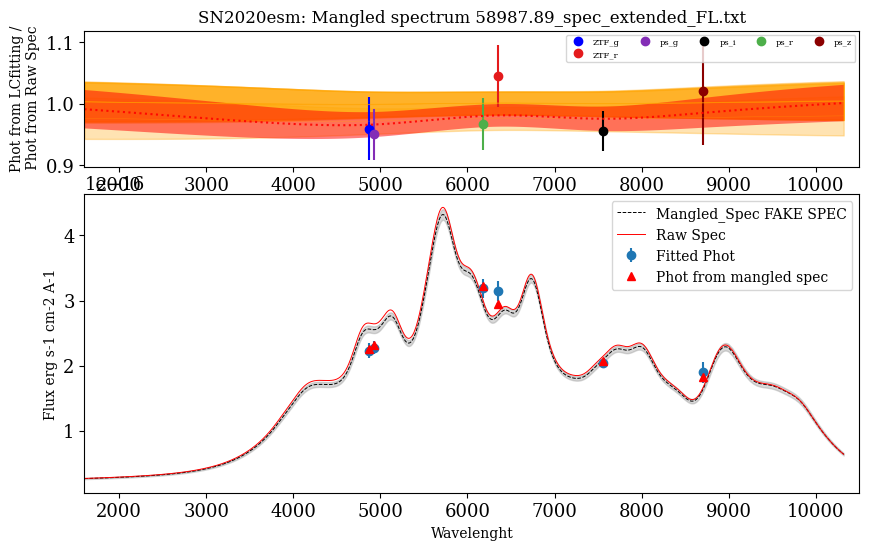 SN2020esm: Mangled spectrum 58987.89_spec_extended_FL.txt
Phot from LCfitting /
Phot from Raw Spec
1.1
1.0
0.9
ZTF_g ps_g ps_i ps_r ps_z
ZTF_r
2000 3000 4000 5000 6000 7000 8000 9000 10000
1e−16
Flux erg s-1 cm-2 A-1
4
3
2
1
Mangled_Spec FAKE SPEC
Raw Spec
Fitted Phot
Phot from mangled spec
2000 3000 4000 5000 6000 7000 8000 9000 10000
Wavelenght